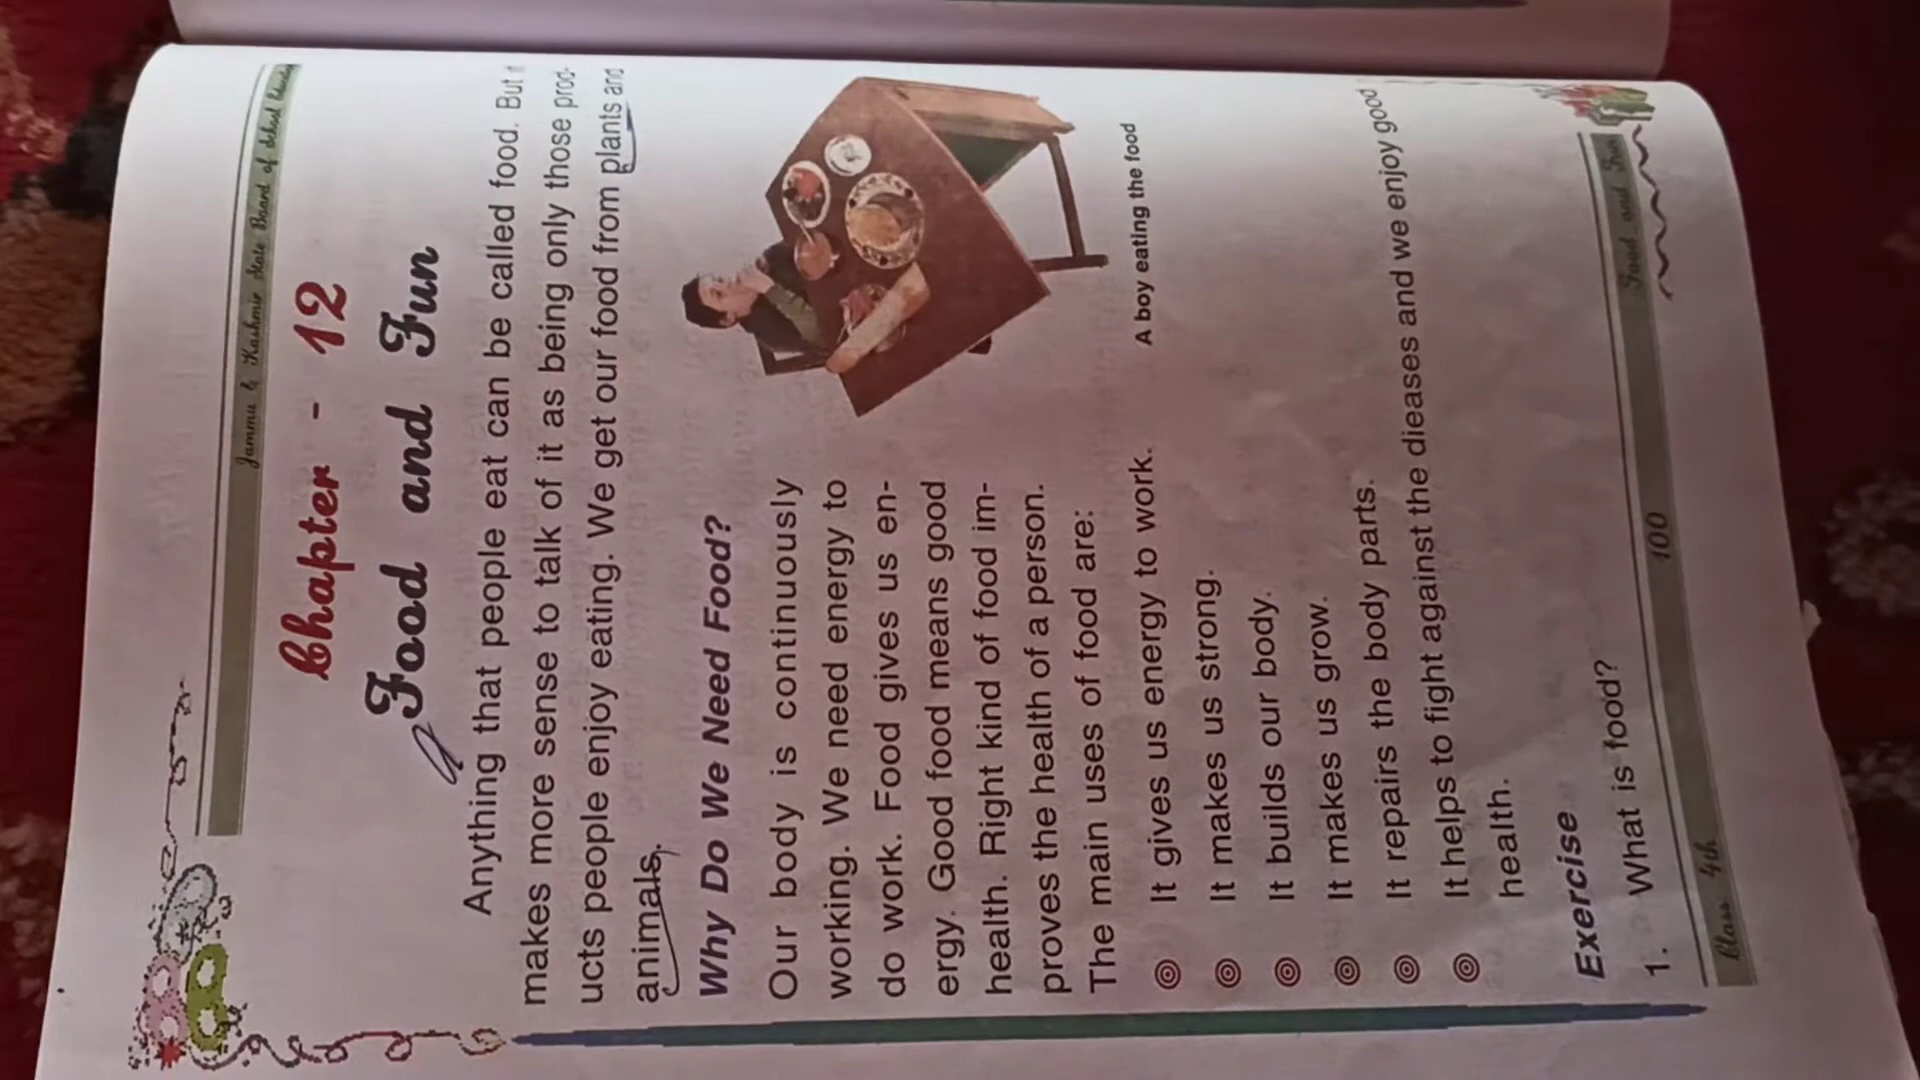 Jammu & Kashmir State Board of School Education
Chapter - 12
Food and Fun
Anything that people eat can be called food. But it
makes more sense to talk of it as being only those prod-
ucts people enjoy eating. We get our food from plants and
animals.
Why Do We Need Food?
Our body is continuously
working. We need energy to
do work. Food gives us en-
ergy. Good food means good
health. Right kind of food im-
proves the health of a person.
The main uses of food are:
A boy eating the food
It gives us energy to work.
It makes us strong.
It builds our body.
It makes us grow.
It repairs the body parts.
It helps to fight against the dieases and we enjoy good
health.
Exercise
1. What is food?
Class 4th 100 Food and Fun